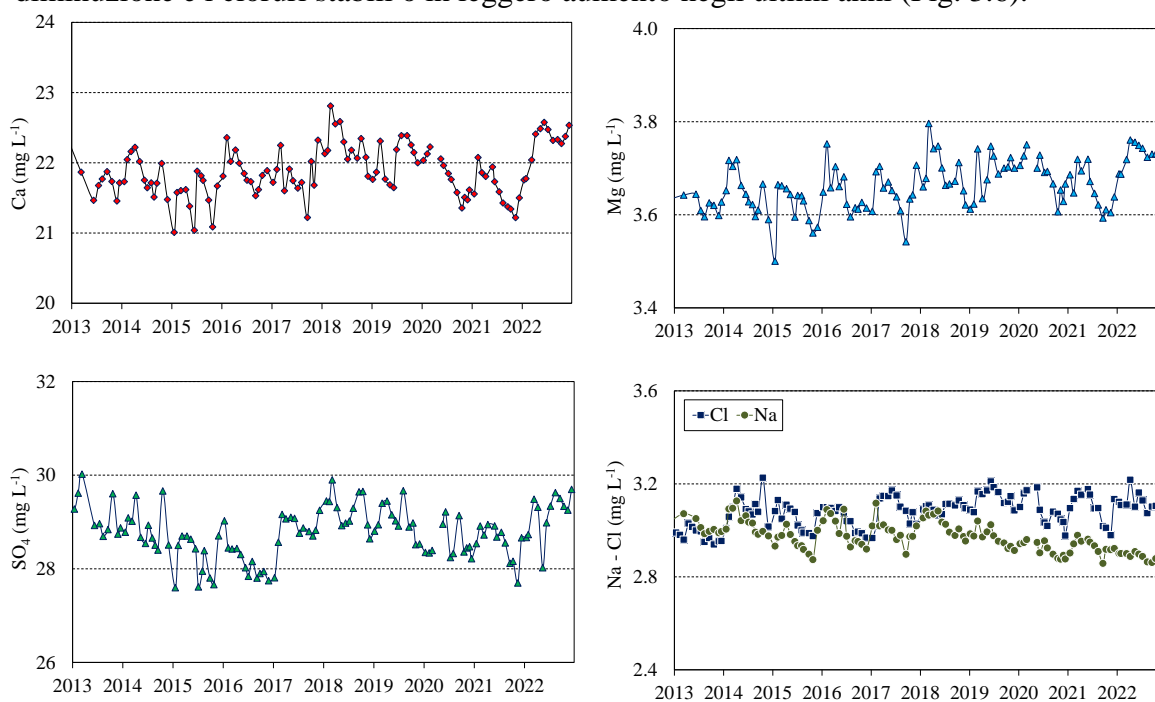 diminuzione e i cloruri stabili o in leggero aumento negli ultimi anni (Fig. 3.6).
24
23
22
21
20
Ca (mg L-1)
2013 2014 2015 2016 2017 2018 2019 2020 2021 2022
4.0
3.8
3.6
3.4
Mg (mg L-1)
2013 2014 2015 2016 2017 2018 2019 2020 2021 2022
32
30
28
26
SO4 (mg L-1)
2013 2014 2015 2016 2017 2018 2019 2020 2021 2022
3.6
3.2
2.8
2.4
Na - Cl (mg L-1)
Cl Na
2013 2014 2015 2016 2017 2018 2019 2020 2021 2022